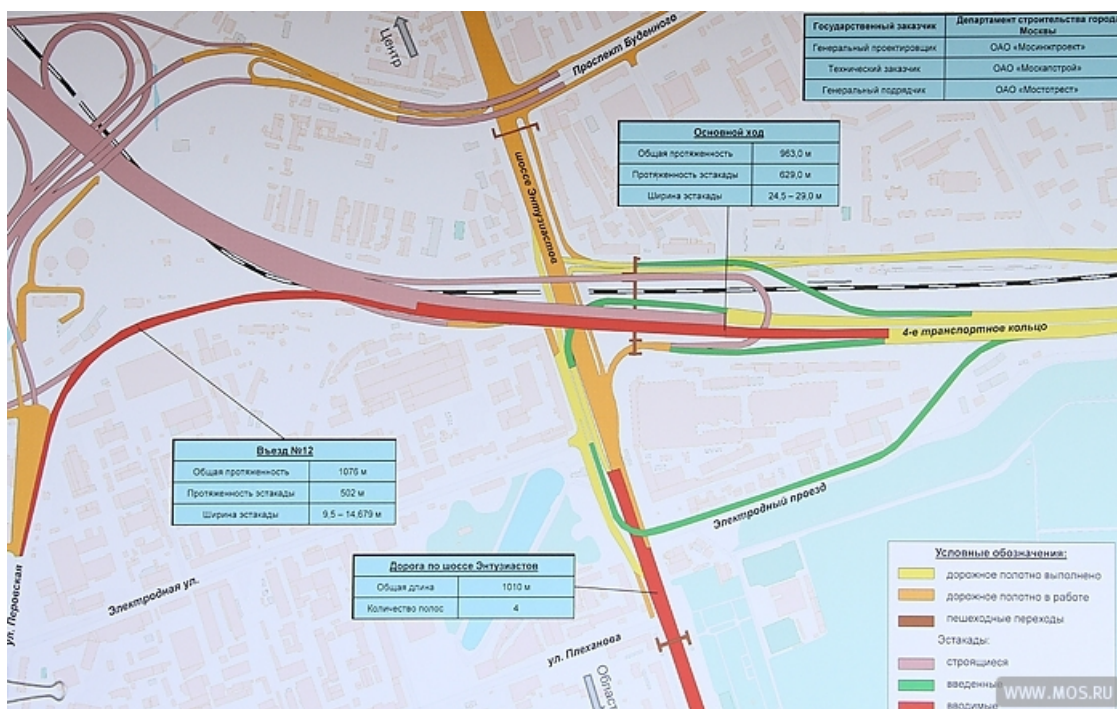 Государственный заказчик
Департамент строительства города
Москвы
Генеральный проектировщик
ОАО «Мосинжпроект»
Технический заказчик
ОАО «Москапстрой»
Генеральный подрядчик
ОАО «Мостотрест»
Центр
Проспект Буденного
Основной ход
Общая протяженность
963,0 м
Протяженность эстакады
629,0 м
Ширина эстакады
24,5 – 29,0 м
шоссе Энтузиастов
4-е транспортное кольцо
Въезд №12
Общая протяженность
1076 м
Протяженность эстакады
502 м
Ширина эстакады
9,5 – 14,679 м
Электродный проезд
Дорога по шоссе Энтузиастов
Общая длина
1010 м
Количество полос
4
ул. Перовская
Электродная ул.
ул. Плеханова
Област
Условные обозначения:
дорожное полотно выполнено
дорожное полотно в работе
пешеходные переходы
Эстакады:
строящиеся
введенные
вводимые
WWW.MOS.RU